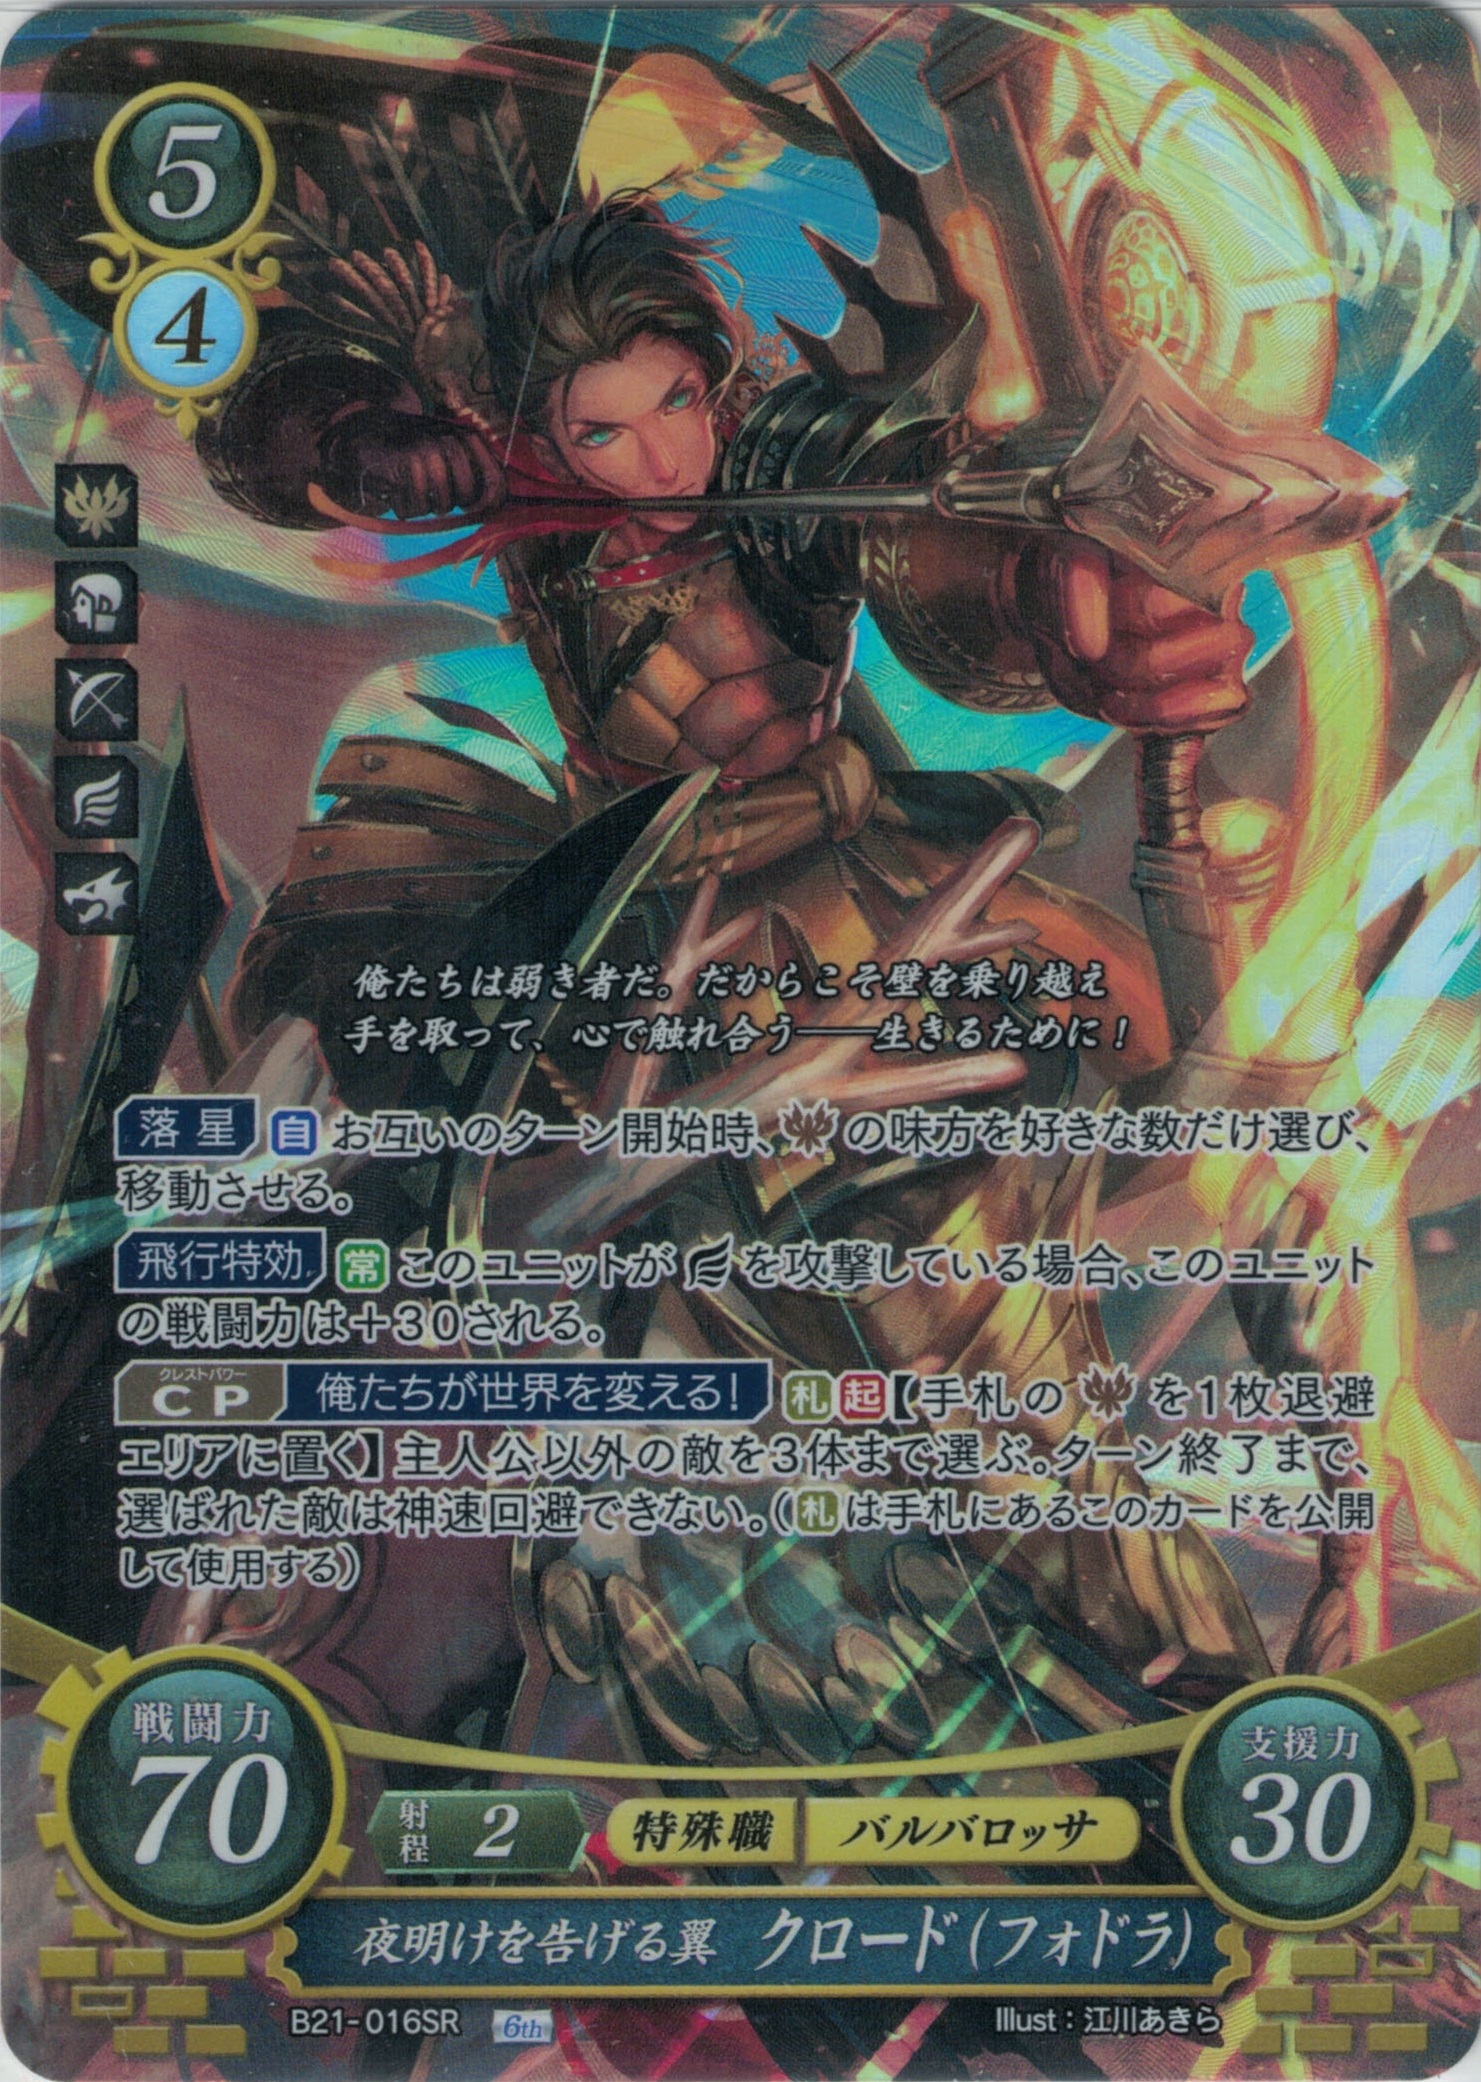 5
4
俺たちは弱き者だ。だからこそ壁を乗り越え
手を取って、心で触れ合う──生きるために！
落星 自 お互いのターン開始時、の味方を好きな数だけ選び、
移動させる。
飛行特効 常 このユニットがを攻撃している場合、このユニット
の戦闘力は＋30される。
クレストパワー
CP 俺たちが世界を変える! 札 起【手札のを1枚退避
エリアに置く】主人公以外の敵を3体まで選ぶ。ターン終了まで、
選ばれた敵は神速回避できない。(札は手札にあるこのカードを公開
して使用する)
戦闘力
70
射程 2
特殊職 バルバロッサ
支援力
30
夜明けを告げる翼 クロード(フォドラ)
B21-016SR 6th Illust：江川あきら